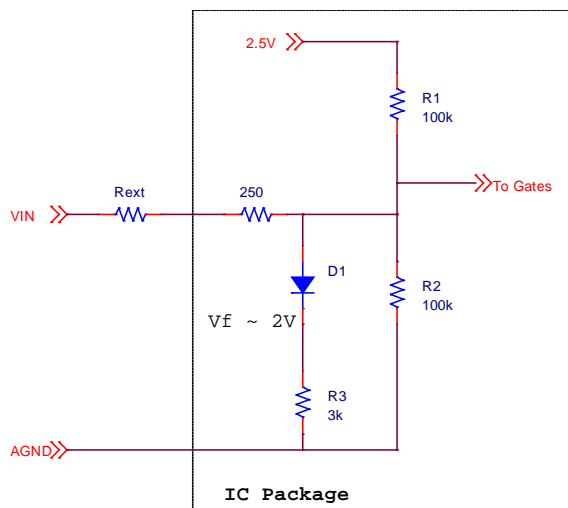 2.5V
R1
100k
To Gates
Rext
250
VIN
D1
R2
100k
Vf ~ 2V
R3
3k
AGND
IC Package